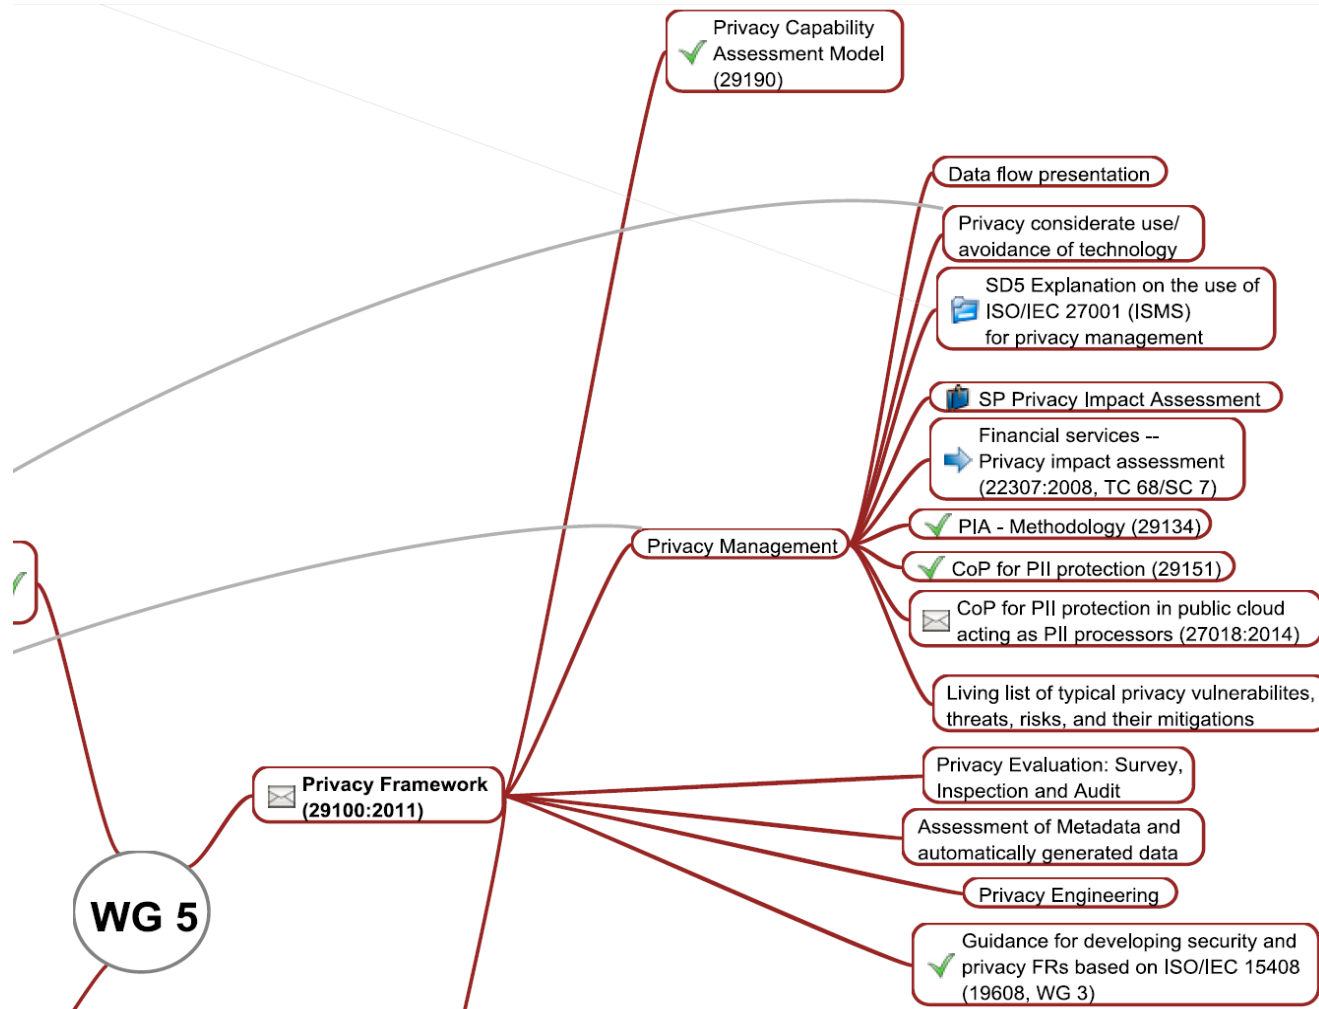 Privacy Capability
Assessment Model
(29190)
Data flow presentation
Privacy considerate use/
avoidance of technology
SD5 Explanation on the use of
ISO/IEC 27001 (ISMS)
for privacy management
SP Privacy Impact Assessment
Financial services --
Privacy impact assessment
(22307:2008, TC 68/SC 7)
PIA - Methodology (29134)
Privacy Management
CoP for PII protection (29151)
CoP for PII protection in public cloud
acting as PII processors (27018:2014)
Living list of typical privacy vulnerabilites,
threats, risks, and their mitigations
Privacy Evaluation: Survey,
Inspection and Audit
Privacy Framework
(29100:2011)
Assessment of Metadata and
automatically generated data
Privacy Engineering
WG 5
Guidance for developing security and
privacy FRs based on ISO/IEC 15408
(19608, WG 3)